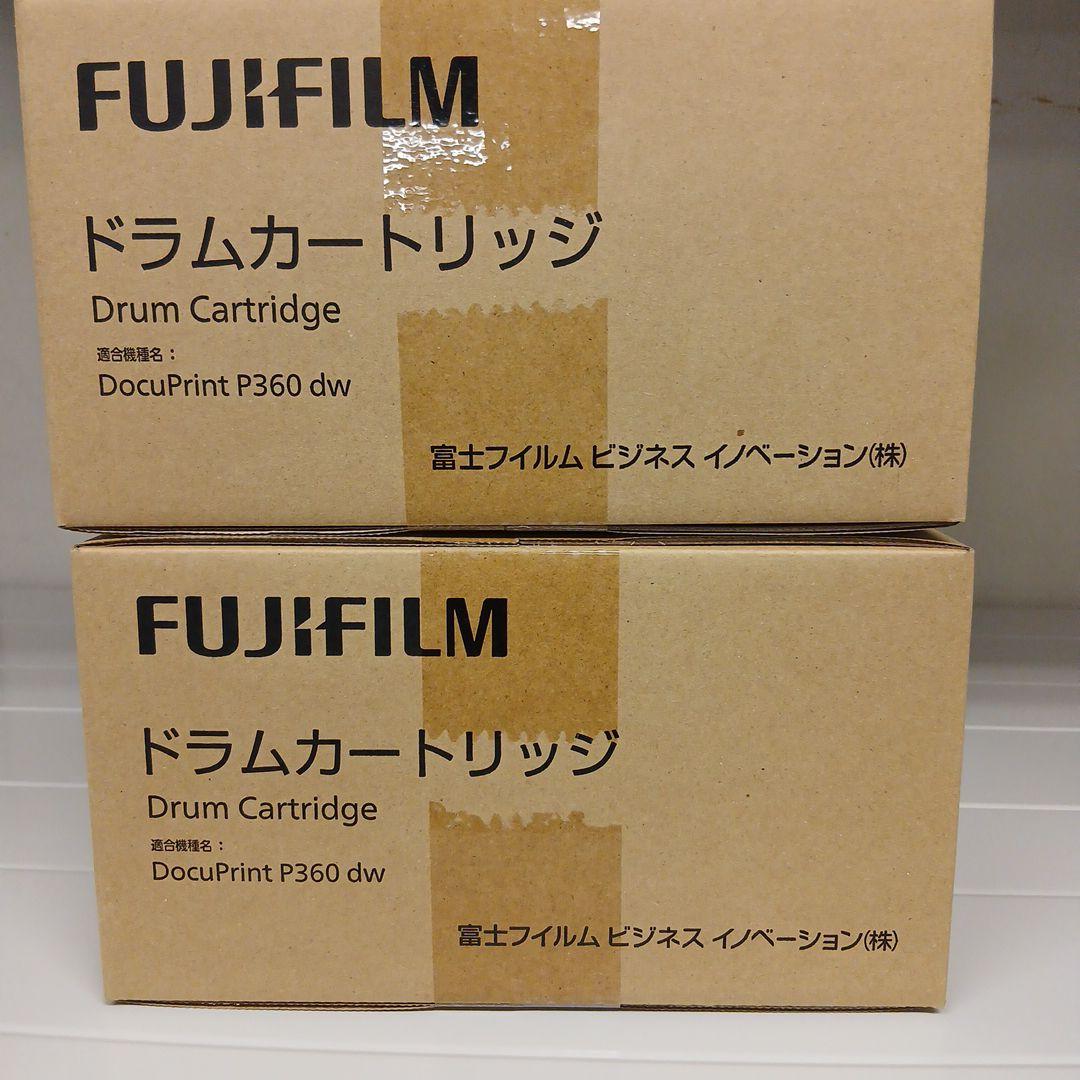 FUJIFILM
ドラムカートリッジ
Drum Cartridge
適合機種名：
DocuPrint P360 dw
富士フイルム ビジネス イノベーション(株)
FUJIFILM
ドラムカートリッジ
Drum Cartridge
適合機種名：
DocuPrint P360 dw
富士フイルム ビジネス イノベーション(株)